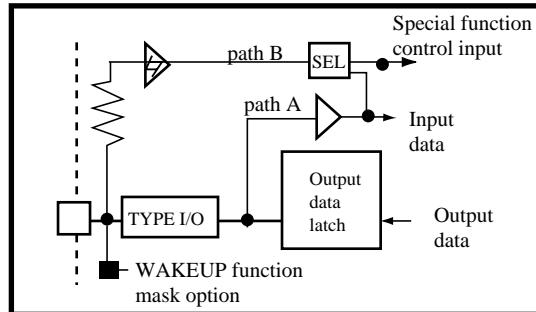 Special function
control input
path B
SEL
path A
Input
data
Output
data
latch
TYPE I/O
Output
data
WAKEUP function
mask option